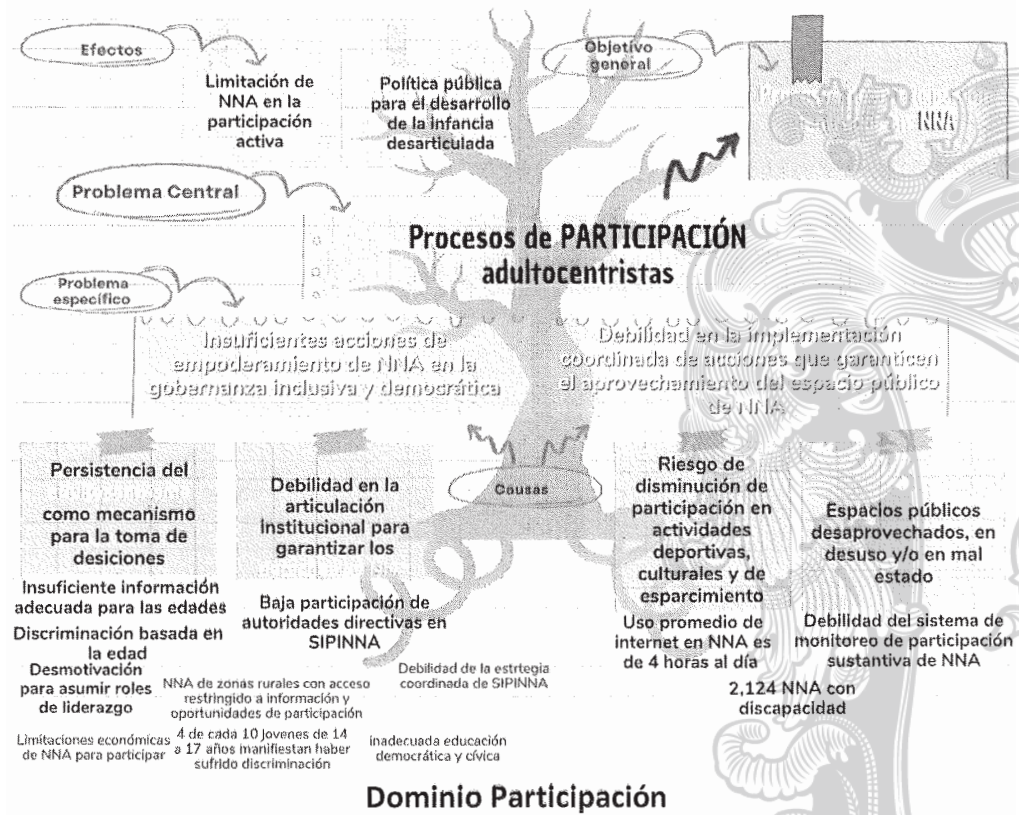 Efectos
Limitación de
NNA en la
participación
activa
Política pública
para el desarrollo
de la infancia
desarticulada
Objetivo
general
NNA
Problema Central
Procesos de PARTICIPACIÓN
adultocentristas
Problema
específico
Insuficientes acciones de
empoderamiento de NNA en la
gobernanza inclusiva y democrática
Debilidad en la implementación
coordinada de acciones que garanticen
el aprovechamiento del espacio público
de NNA
Causas
Persistencia del
como mecanismo
para la toma de
desiciones
Insuficiente información
adecuada para las edades
Discriminación basada en
la edad
Desmotivación
para asumir roles
de liderazgo
Limitaciones económicas
de NNA para participar
Debilidad en la
articulación
institucional para
garantizar los
Baja participación de
autoridades directivas en
SIPINNA
NNA de zonas rurales con acceso
restringido a información y
oportunidades de participación
4 de cada 10 jovenes de 14
a 17 años manifiestan haber
sufrido discriminación
Debilidad de la estrtegia
coordinada de SIPINNA
inadecuada educación
democrática y cívica
Riesgo de
disminución de
participación en
actividades
deportivas,
culturales y de
esparcimiento
Uso promedio de
internet en NNA es
de 4 horas al día
2,124 NNA con
discapacidad
Espacios públicos
desaprovechados, en
desuso y/o en mal
estado
Debilidad del sistema de
monitoreo de participación
sustantiva de NNA
Dominio Participación